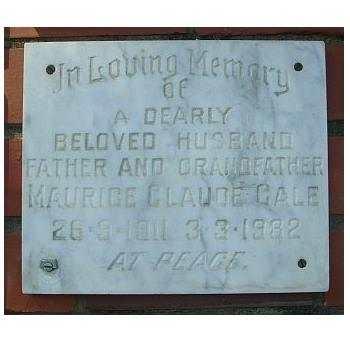 In Loving Memory
OF
A DEARLY
BELOVED HUSBAND
FATHER AND GRANDFATHER
MAURICE CLAUDE GALE
26-9-1911 3-3-1982
AT PEACE.